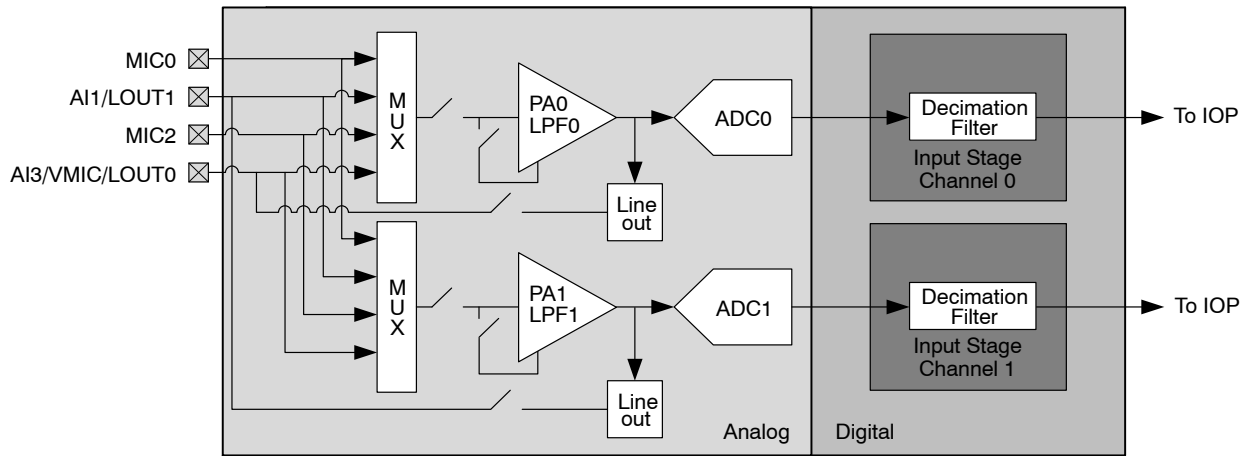 MIC0
AI1/LOUT1
MIC2
AI3/VMIC/LOUT0
M
U
X
PA0
LPF0
ADC0
Line
out
Decimation
Filter
Input Stage
Channel 0
To IOP
M
U
X
PA1
LPF1
ADC1
Line
out
Decimation
Filter
Input Stage
Channel 1
To IOP
Analog
Digital